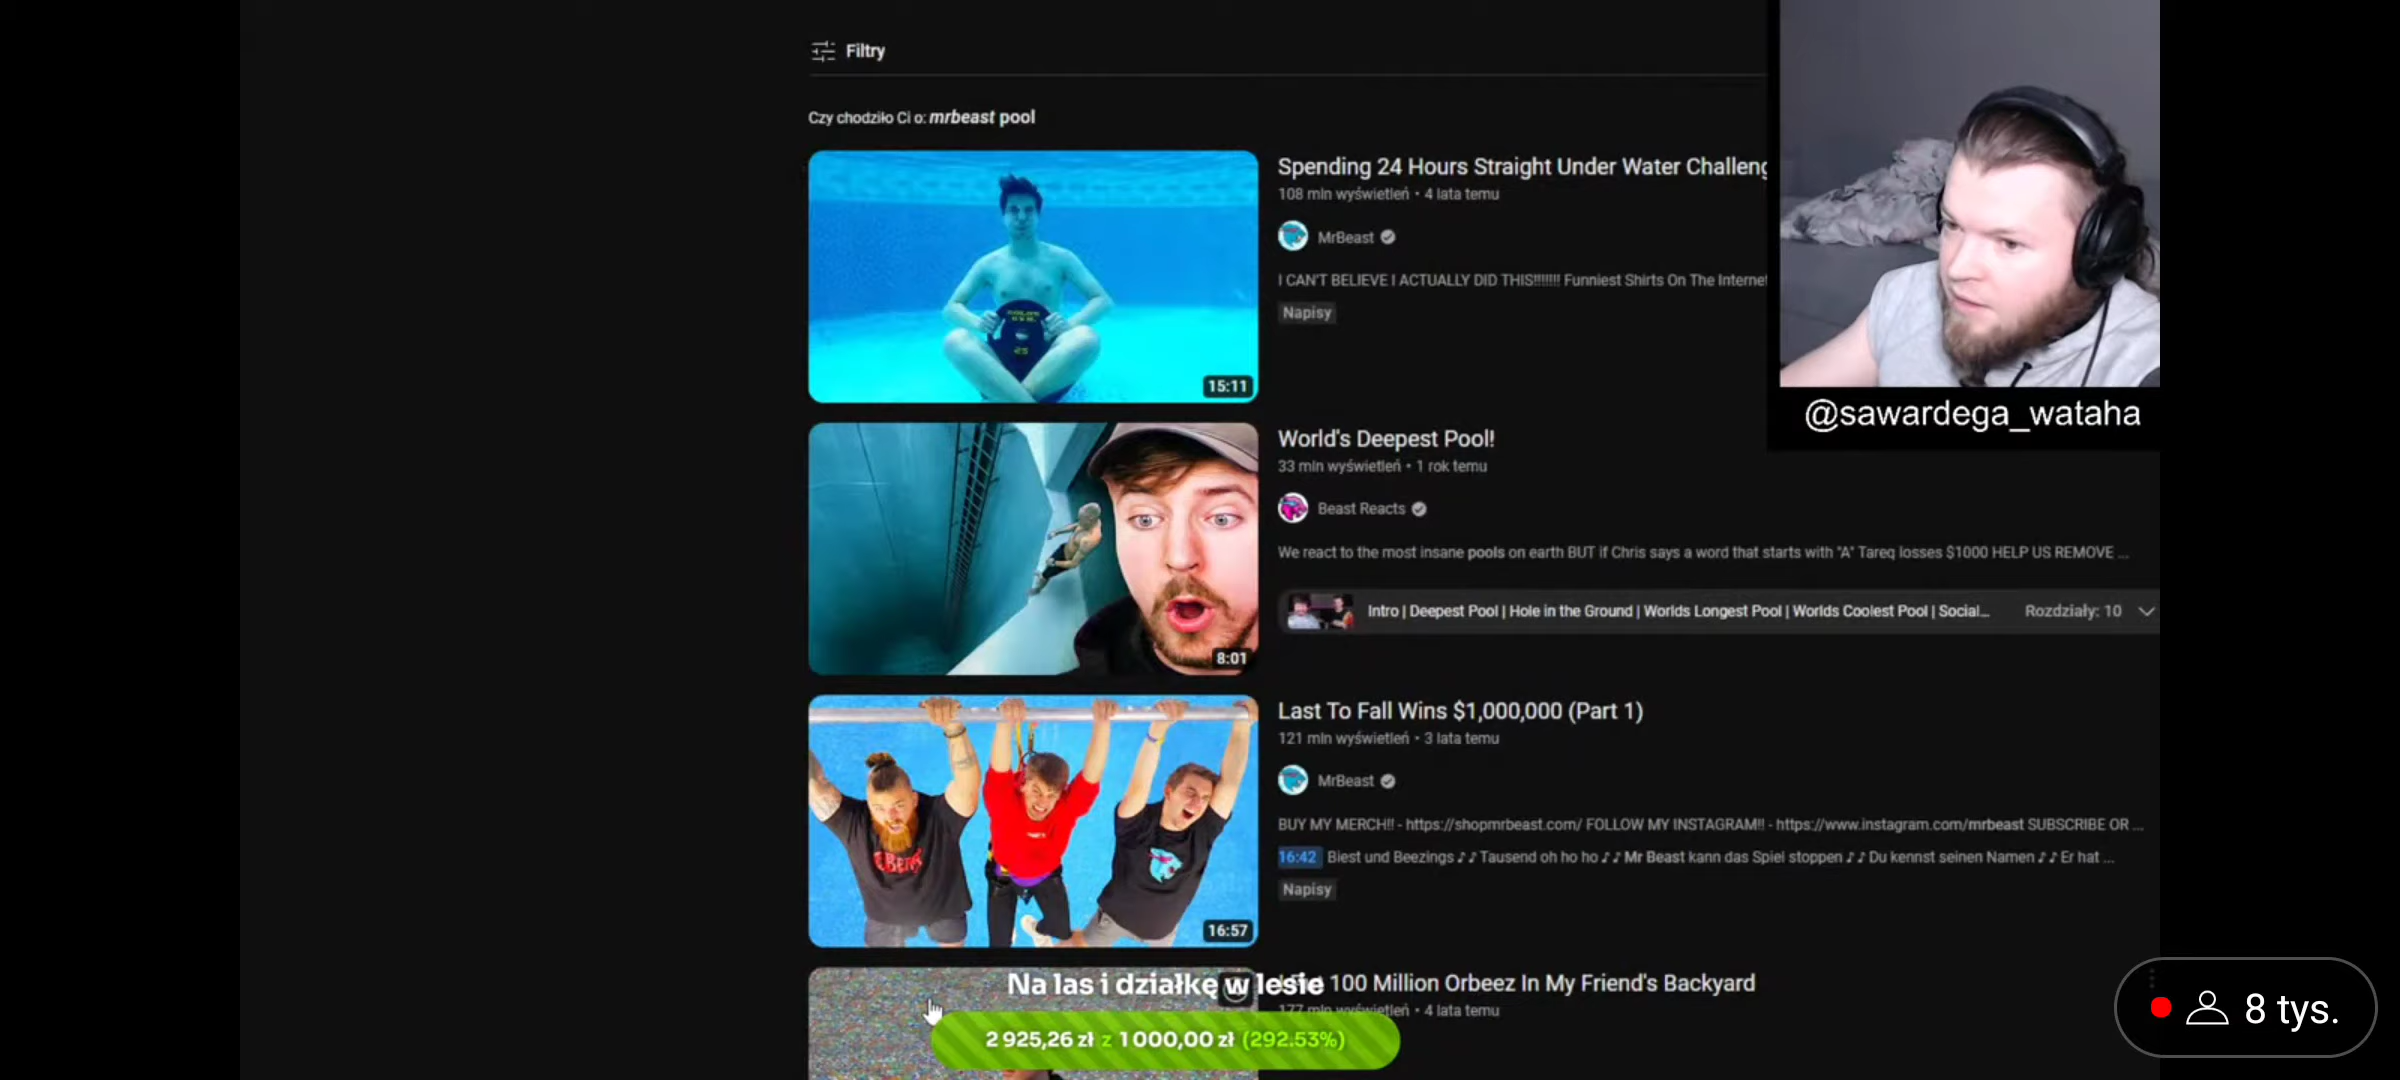 Filtry
Czy chodziło Ci o: mrbeast pool
Spending 24 Hours Straight Under Water Challeng
108 mln wyświetleń • 4 lata temu
MrBeast
I CAN'T BELIEVE I ACTUALLY DID THIS!!!!!!! Funniest Shirts On The Internet
Napisy
15:11
@sawardega_wataha
World's Deepest Pool!
33 mln wyświetleń • 1 rok temu
Beast Reacts
We react to the most insane pools on earth BUT if Chris says a word that starts with "A" Tareq losses $1000 HELP US REMOVE ...
Intro | Deepest Pool | Hole in the Ground | Worlds Longest Pool | Worlds Coolest Pool | Social... Rozdziały: 10
8:01
Last To Fall Wins $1,000,000 (Part 1)
121 mln wyświetleń • 3 lata temu
MrBeast
BUY MY MERCH!! - https://shopmrbeast.com/ FOLLOW MY INSTAGRAM!! - https://www.instagram.com/mrbeast SUBSCRIBE OR ...
16:42 Biest und Beezings ♪ ♪ Tausend oh ho ho ♪ ♪ Mr Beast kann das Spiel stoppen ♪ ♪ Du kennst seinen Namen ♪ ♪ Er hat ...
Napisy
16:57
Na las i działkę w lesie
100 Million Orbeez In My Friend's Backyard
177 mln wyświetleń • 4 lata temu
2 925,26 zł z 1 000,00 zł (292.53%)
8 tys.